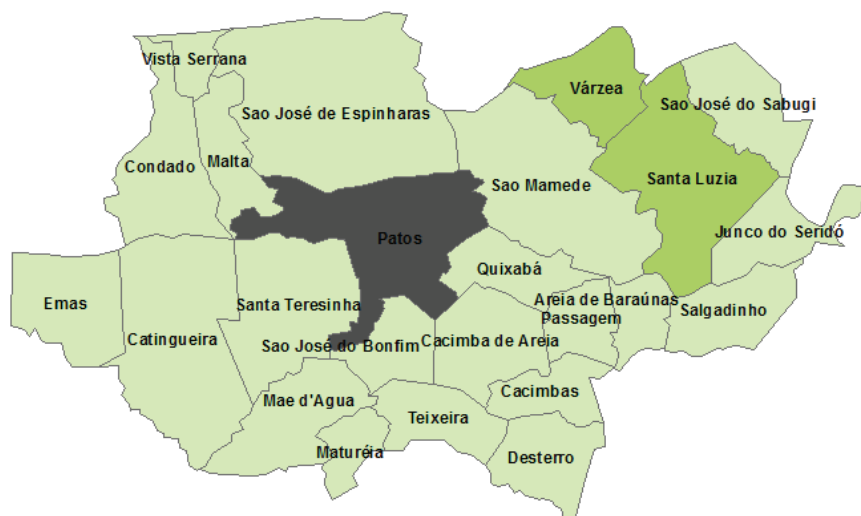 Vista Serrana
Várzea
Sao José do Sabugi
Sao José de Espinharas
Condado
Malta
Sao Mamede
Santa Luzia
Patos
Junco do Seridó
Quixabá
Emas
Santa Teresinha
Areia de Baraúnas
Salgadinho
Passagem
Catingueira
Sao José do Bonfim
Cacimba de Areia
Cacimbas
Mae d'Agua
Teixeira
Maturéia
Desterro